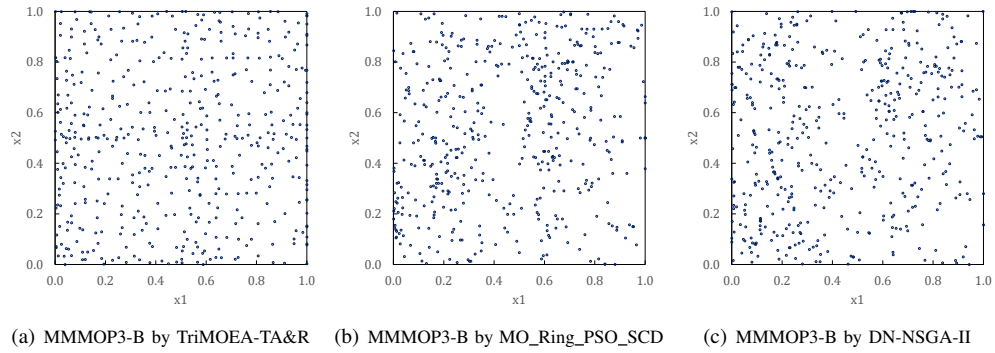 1.0
0.8
0.6
0.4
0.2
0.0
x2
0.0 0.2 0.4 0.6 0.8 1.0
x1
(a) MMMOP3-B by TriMOEA-TA&R
1.0
0.8
0.6
0.4
0.2
0.0
x2
0.0 0.2 0.4 0.6 0.8 1.0
x1
(b) MMMOP3-B by MO_Ring_PSO_SCD
1.0
0.8
0.6
0.4
0.2
0.0
x2
0.0 0.2 0.4 0.6 0.8 1.0
x1
(c) MMMOP3-B by DN-NSGA-II